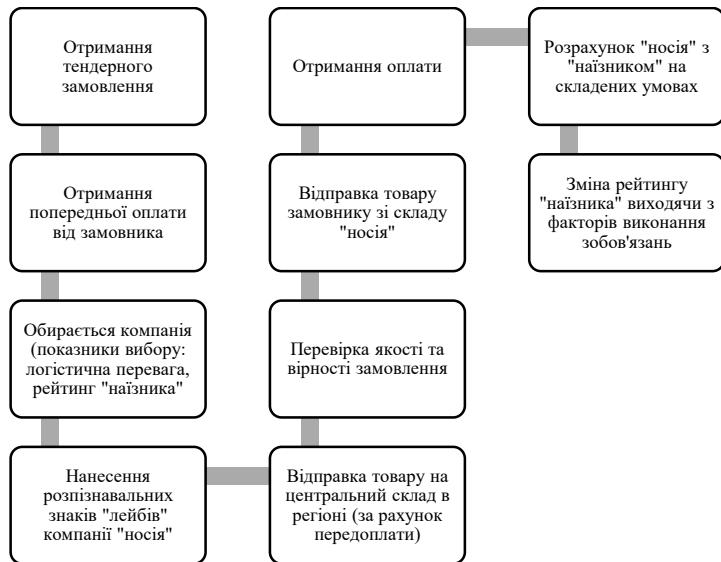 Отримання
тендерного
замовлення
Отримання
попередньої оплати
від замовника
Обирається компанія
(показники вибору:
логістична перевага,
рейтинг "наїзника"
Нанесення
розпізнавальних
знаків "лейбів"
компанії "носія"
Відправка товару на
центральний склад в
регіоні (за рахунок
передоплати)
Перевірка якості та
вірності замовлення
Відправка товару
замовнику зі складу
"носія"
Отримання оплати
Розрахунок "носія" з
"наїзником" на
складених умовах
Зміна рейтингу
"наїзника" виходячи з
факторів виконання
зобов'язань